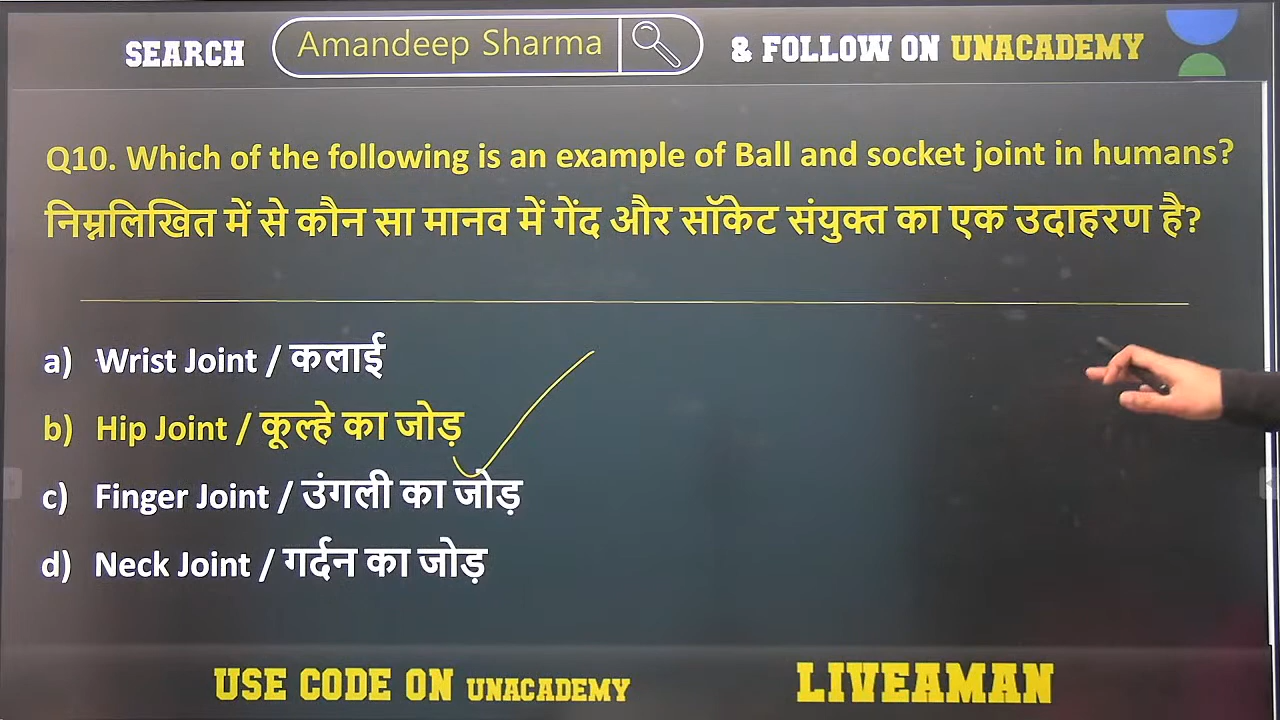 SEARCH Amandeep Sharma & FOLLOW ON UNACADEMY
Q10. Which of the following is an example of Ball and socket joint in humans?
निम्नलिखित में से कौन सा मानव में गेंद और सॉकेट संयुक्त का एक उदाहरण है?
a) Wrist Joint / कलाई
b) Hip Joint / कूल्हे का जोड़
c) Finger Joint / उंगली का जोड़
d) Neck Joint / गर्दन का जोड़
USE CODE ON UNACADEMY LIVEAMAN